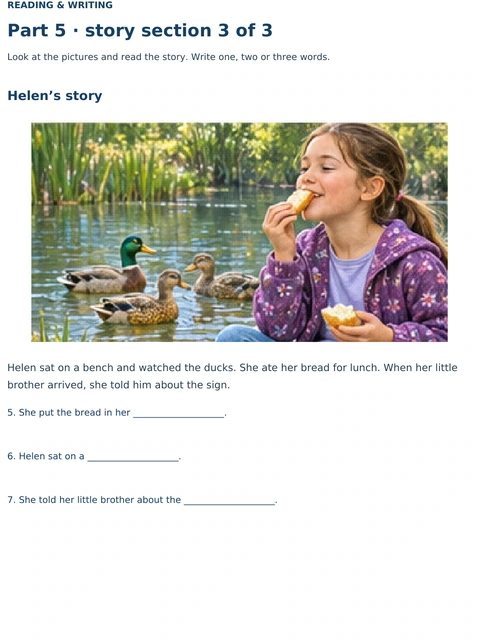 READING & WRITING
Part 5 · story section 3 of 3
Look at the pictures and read the story. Write one, two or three words.
Helen’s story
Helen sat on a bench and watched the ducks. She ate her bread for lunch. When her little
brother arrived, she told him about the sign.
5. She put the bread in her ____________________.
6. Helen sat on a ____________________.
7. She told her little brother about the ____________________.